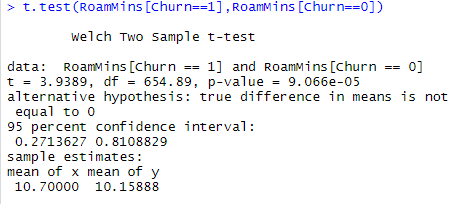 > t.test(RoamMins[Churn==1],RoamMins[Churn==0])
Welch Two Sample t-test
data:  RoamMins[Churn == 1] and RoamMins[Churn == 0]
t = 3.9389, df = 654.89, p-value = 9.066e-05
alternative hypothesis: true difference in means is not
equal to 0
95 percent confidence interval:
0.2713627 0.8108829
sample estimates:
mean of x mean of y
10.70000  10.15888